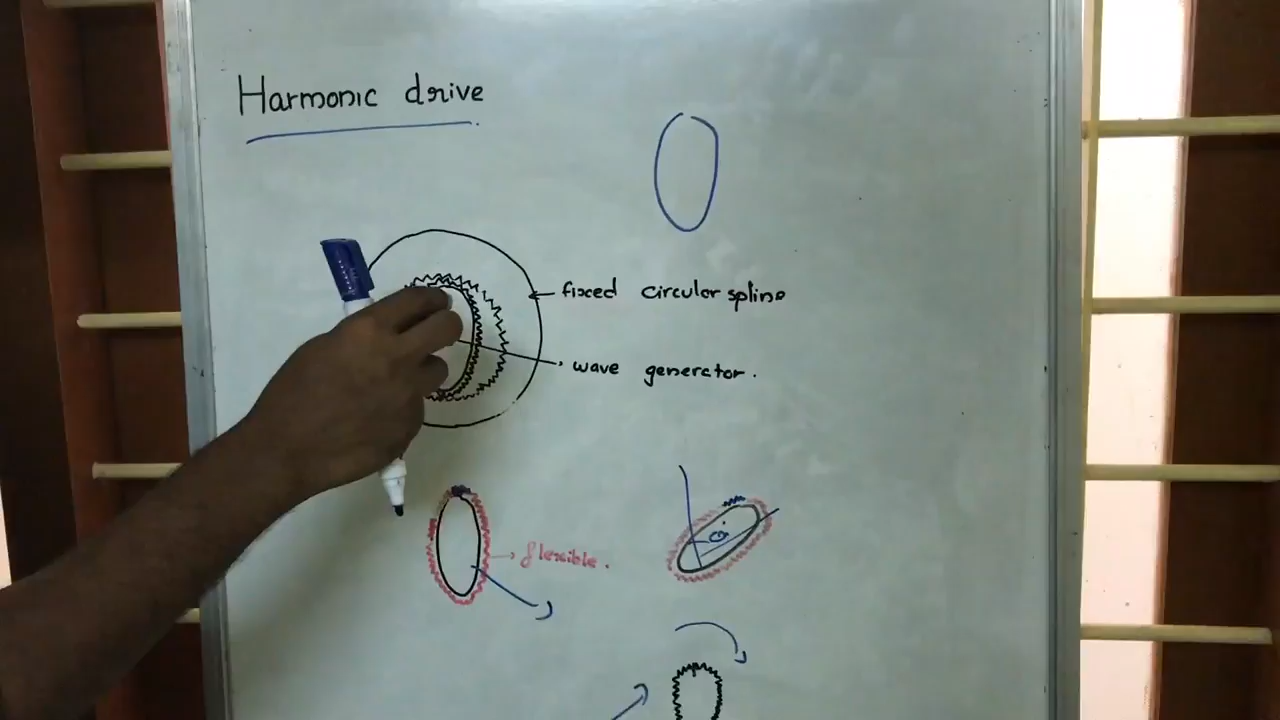 Harmonic drive
fixed circular spline
wave generator.
flexible.